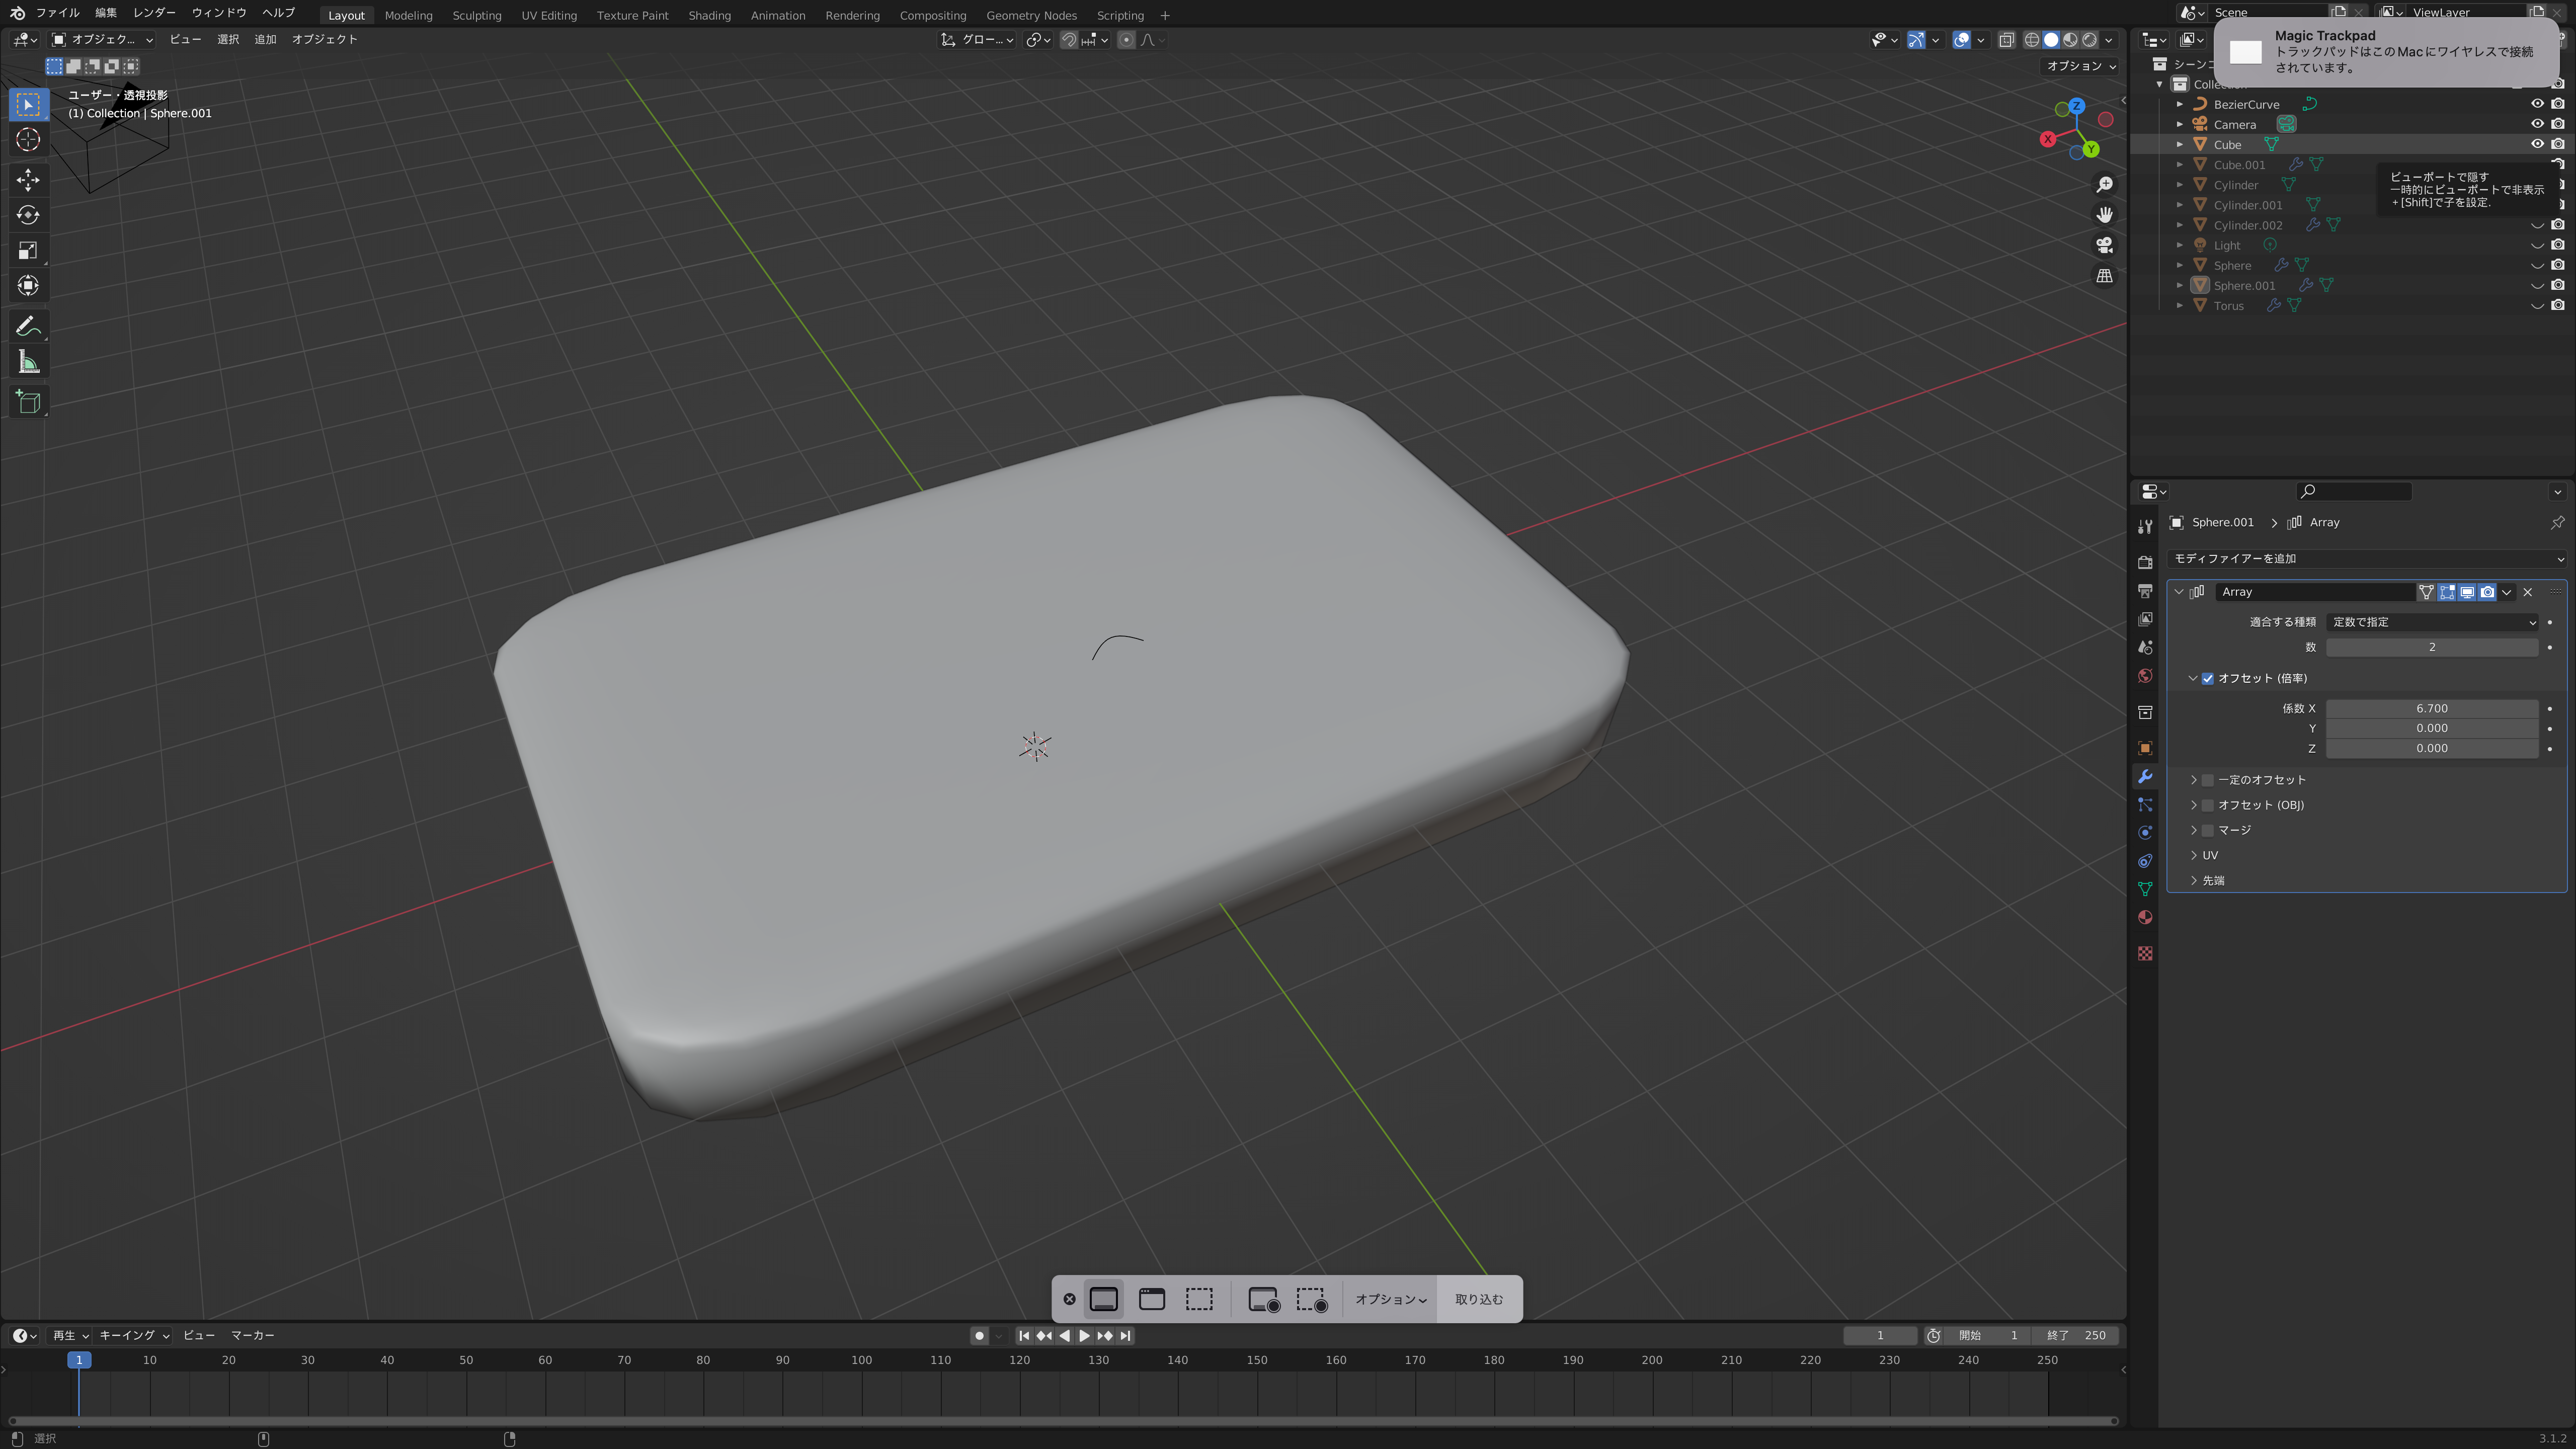 ファイル 編集 レンダー ウィンドウ ヘルプ Layout Modeling Sculpting UV Editing Texture Paint Shading Animation Rendering Compositing Geometry Nodes Scripting + Scene ViewLayer
オブジェク... ビュー 選択 追加 オブジェクト グロー...
Magic Trackpad
トラックパッドはこのMacにワイヤレスで接続
されています。
オプション
シーンコ
Collection
ユーザー・透視投影
(1) Collection | Sphere.001
Z
X
Y
BezierCurve
Camera
Cube
Cube.001
Cylinder
Cylinder.001
Cylinder.002
Light
Sphere
Sphere.001
Torus
ビューポートで隠す
一時的にビューポートで非表示
+ [Shift]で子を設定.
Sphere.001 Array
モディファイアーを追加
Array
適合する種類 定数で指定
数 2
オフセット (倍率)
係数 X 6.700
Y 0.000
Z 0.000
一定のオフセット
オフセット (OBJ)
マージ
UV
先端
オプション 取り込む
再生 キーイング ビュー マーカー 1 開始 1 終了 250
1 10 20 30 40 50 60 70 80 90 100 110 120 130 140 150 160 170 180 190 200 210 220 230 240 250
選択 3.1.2